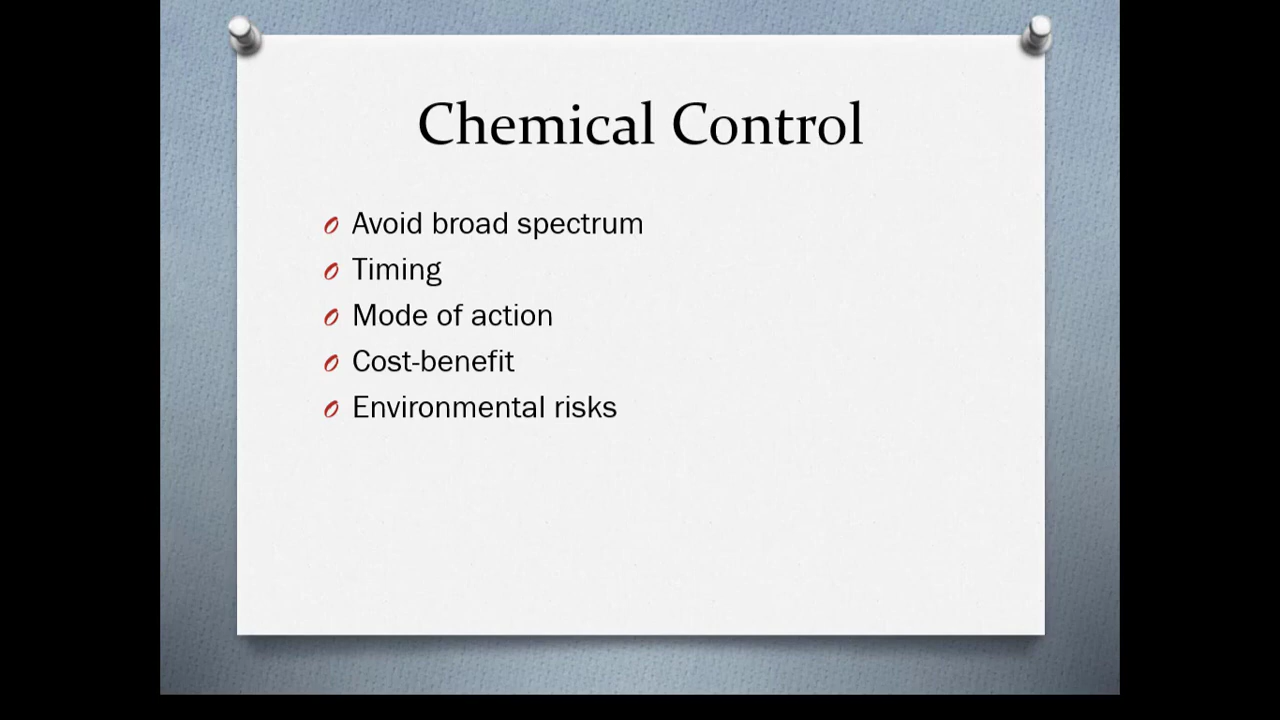 Chemical Control
Avoid broad spectrum
Timing
Mode of action
Cost-benefit
Environmental risks